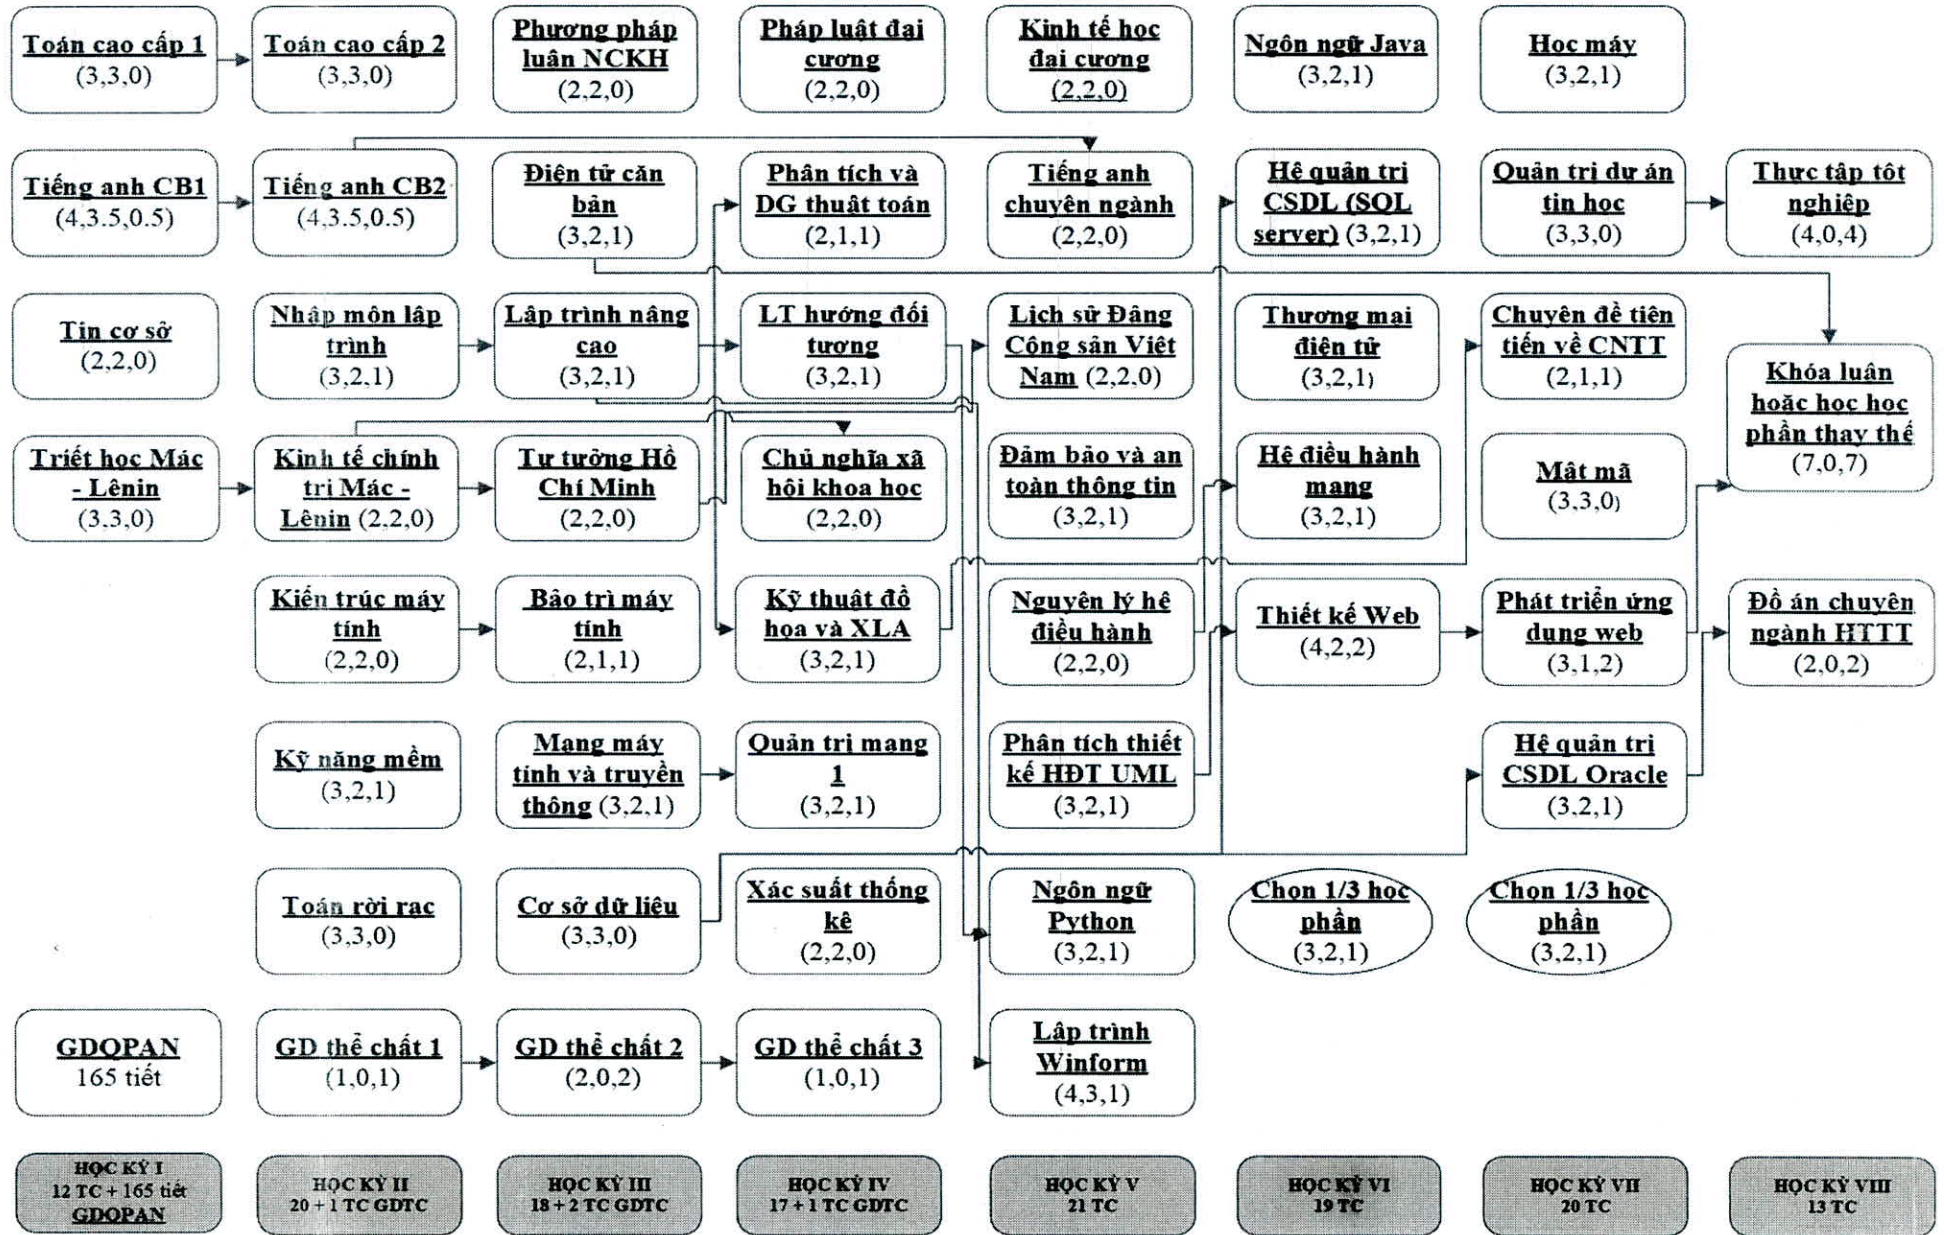 Toán cao cấp 1
(3,3,0)
Toán cao cấp 2
(3,3,0)
Phương pháp
luận NCKH
(2,2,0)
Pháp luật đại
cương
(2,2,0)
Kinh tế học
đại cương
(2,2,0)
Ngôn ngữ Java
(3,2,1)
Học máy
(3,2,1)
Tiếng anh CB1
(4,3.5,0.5)
Tiếng anh CB2
(4,3.5,0.5)
Điện tử căn
bản
(3,2,1)
Phân tích và
DG thuật toán
(2,1,1)
Tiếng anh
chuyên ngành
(2,2,0)
Hệ quản trị
CSDL (SQL
server) (3,2,1)
Quản trị dự án
tin học
(3,3,0)
Thực tập tôt
nghiệp
(4,0,4)
Tin cơ sở
(2,2,0)
Nhập môn lập
trình
(3,2,1)
Lập trình nâng
cao
(3,2,1)
LT hướng đối
tượng
(3,2,1)
Lịch sử Đảng
Cộng sản Việt
Nam (2,2,0)
Thương mại
điện tử
(3,2,1)
Chuyên đề tiên
tiến về CNTT
(2,1,1)
Khóa luận
hoặc học học
phần thay thế
(7,0,7)
Triết học Mác
- Lênin
(3,3,0)
Kinh tế chính
trị Mác -
Lênin (2,2,0)
Tư tưởng Hồ
Chí Minh
(2,2,0)
Chủ nghĩa xã
hội khoa học
(2,2,0)
Đảm bảo và an
toàn thông tin
(3,2,1)
Hệ điều hành
mạng
(3,2,1)
Mật mã
(3,3,0)
Kiến trúc máy
tính
(2,2,0)
Bảo trì máy
tính
(2,1,1)
Kỹ thuật đồ
họa và XLA
(3,2,1)
Nguyên lý hệ
điều hành
(2,2,0)
Thiết kế Web
(4,2,2)
Phát triển ứng
dụng web
(3,1,2)
Đồ án chuyên
ngành HTTT
(2,0,2)
Kỹ năng mềm
(3,2,1)
Mạng máy
tính và truyền
thông (3,2,1)
Quản trị mạng
1
(3,2,1)
Phân tích thiết
kế HĐT UML
(3,2,1)
Hệ quản trị
CSDL Oracle
(3,2,1)
Toán rời rạc
(3,3,0)
Cơ sở dữ liệu
(3,3,0)
Xác suất thống
kê
(2,2,0)
Ngôn ngữ
Python
(3,2,1)
Chọn 1/3 học
phần
(3,2,1)
Chọn 1/3 học
phần
(3,2,1)
GDQPAN
165 tiết
GD thể chất 1
(1,0,1)
GD thể chất 2
(2,0,2)
GD thể chất 3
(1,0,1)
Lập trình
Winform
(4,3,1)
HỌC KỲ I
12 TC + 165 tiết
GDQPAN
HỌC KỲ II
20 + 1 TC GDTC
HỌC KỲ III
18 + 2 TC GDTC
HỌC KỲ IV
17 + 1 TC GDTC
HỌC KỲ V
21 TC
HỌC KỲ VI
19 TC
HỌC KỲ VII
20 TC
HỌC KỲ VIII
13 TC